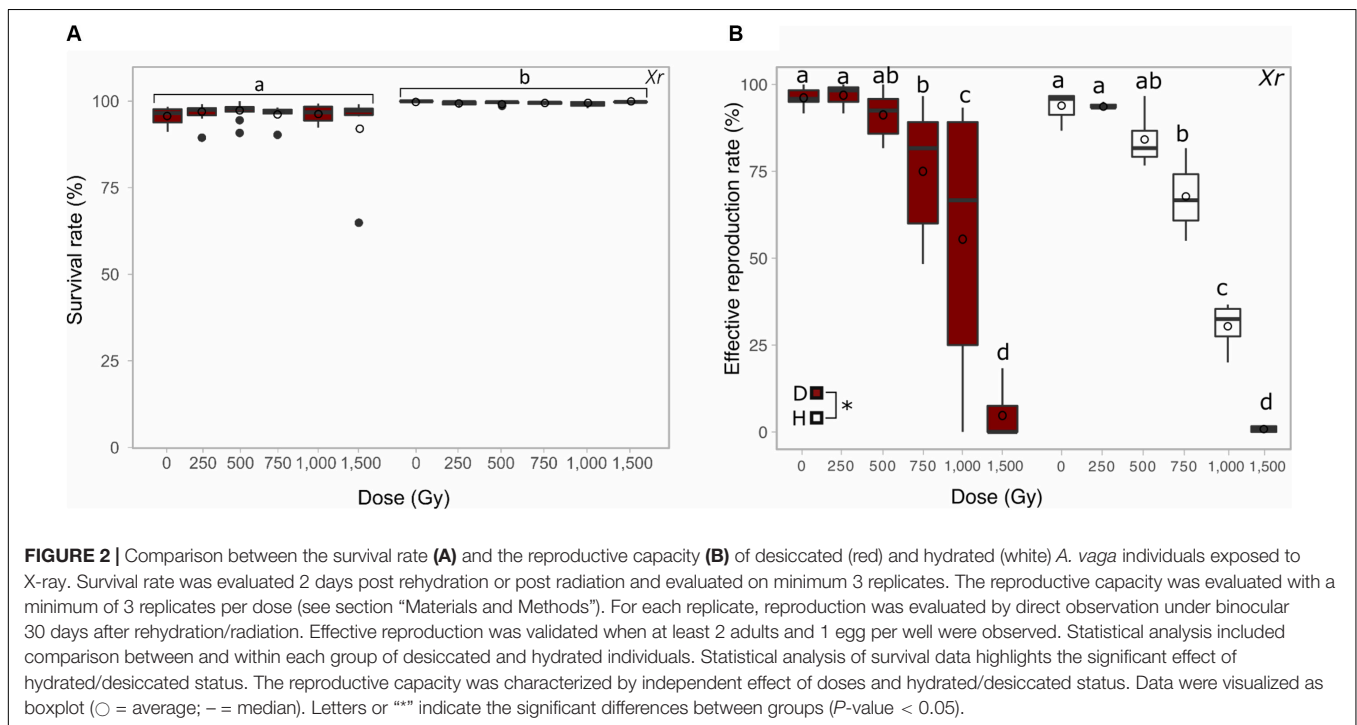 A
a
b
Xr
Survival rate (%)
100
75
50
25
0
0 250 500 750 1,000 1,500 0 250 500 750 1,000 1,500
Dose (Gy)
B
a a ab b c d a a ab b c d
Xr
Effective reproduction rate (%)
100
75
50
25
0
D
H
*
0 250 500 750 1,000 1,500 0 250 500 750 1,000 1,500
Dose (Gy)
FIGURE 2 | Comparison between the survival rate (A) and the reproductive capacity (B) of desiccated (red) and hydrated (white) A. vaga individuals exposed to
X-ray. Survival rate was evaluated 2 days post rehydration or post radiation and evaluated on minimum 3 replicates. The reproductive capacity was evaluated with a
minimum of 3 replicates per dose (see section “Materials and Methods”). For each replicate, reproduction was evaluated by direct observation under binocular
30 days after rehydration/radiation. Effective reproduction was validated when at least 2 adults and 1 egg per well were observed. Statistical analysis included
comparison between and within each group of desiccated and hydrated individuals. Statistical analysis of survival data highlights the significant effect of
hydrated/desiccated status. The reproductive capacity was characterized by independent effect of doses and hydrated/desiccated status. Data were visualized as
boxplot (○ = average; – = median). Letters or “*” indicate the significant differences between groups (P-value < 0.05).